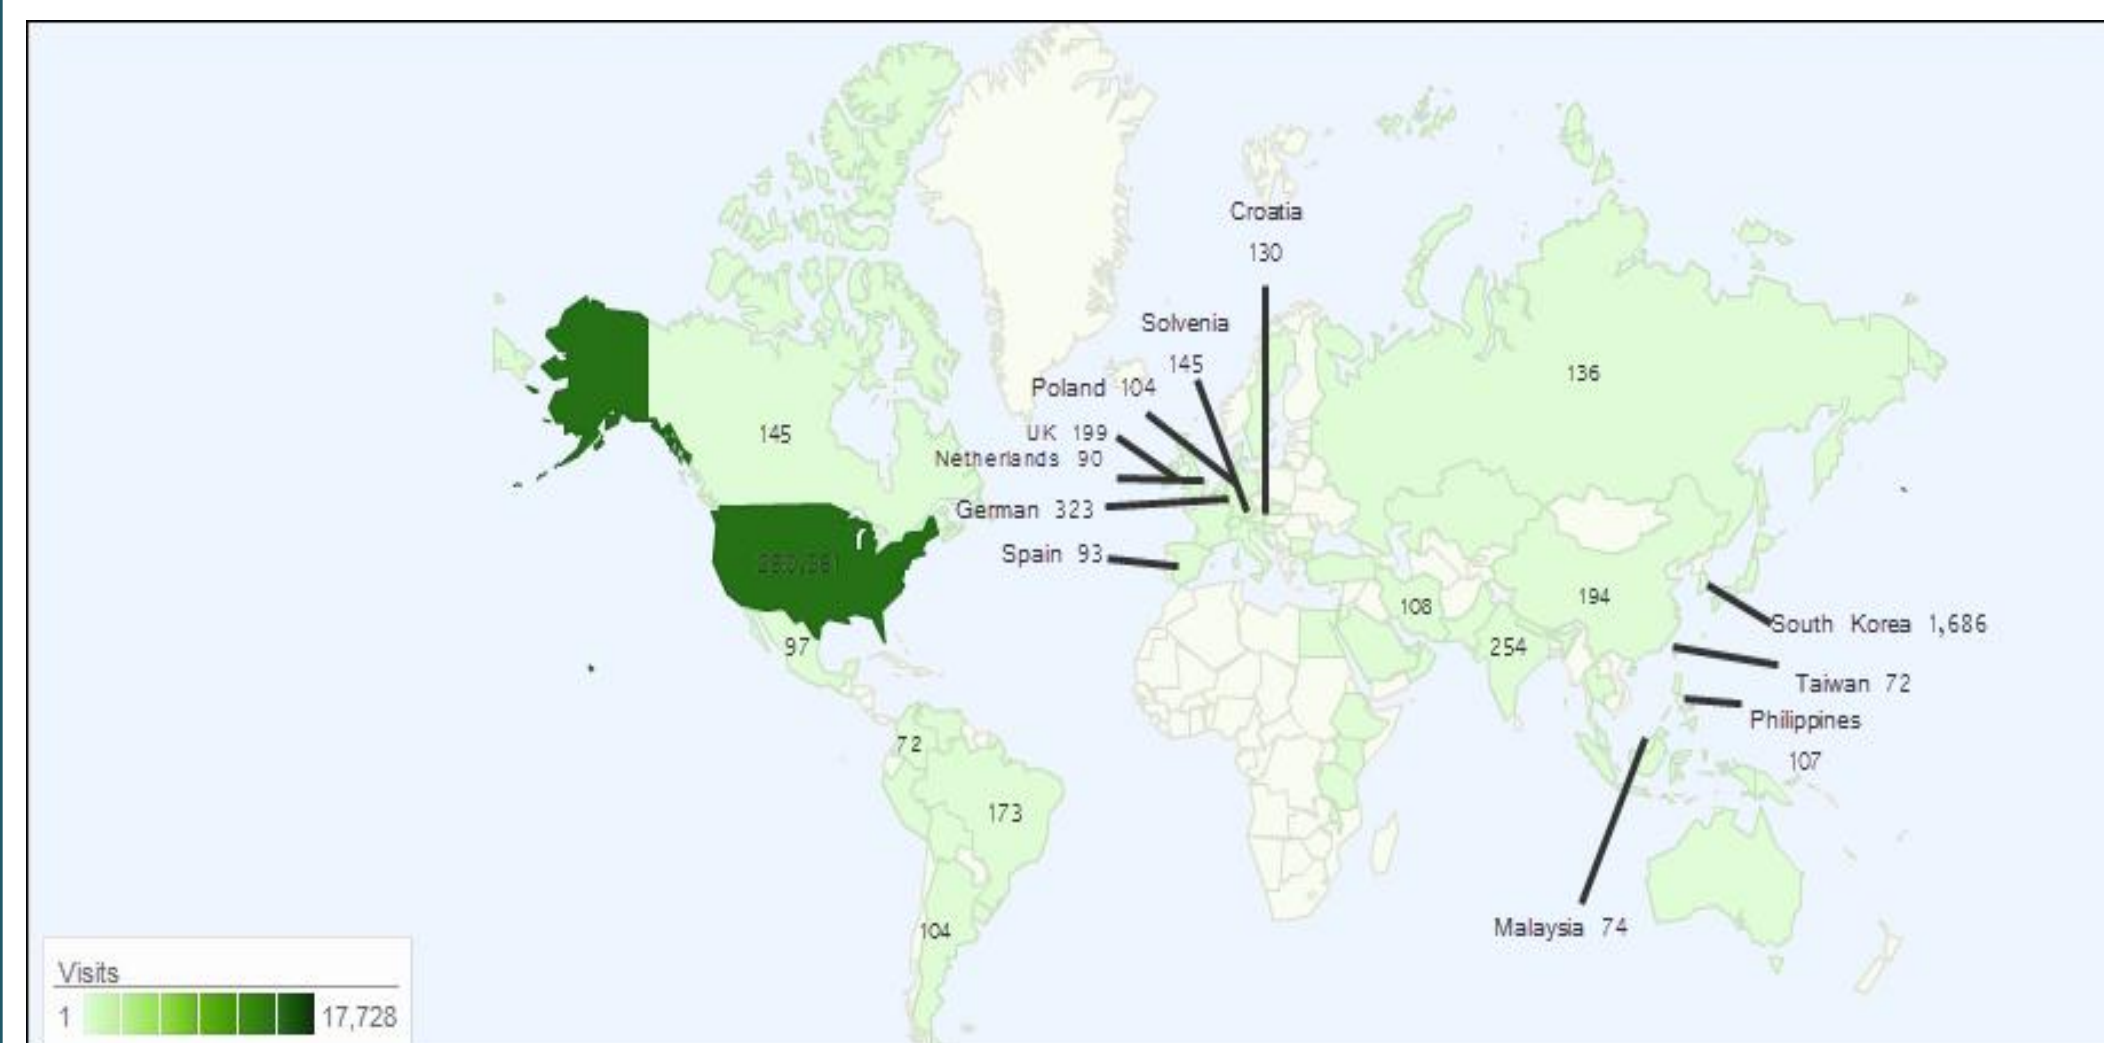 Croatia
130
Solvenia
145
Poland 104
UK 199
Netherlands 90
German 323
Spain 93
145
97
72
173
104
136
108
194
254
South Korea 1,686
Taiwan 72
Philippines
107
Malaysia 74
Visits
1 17,728